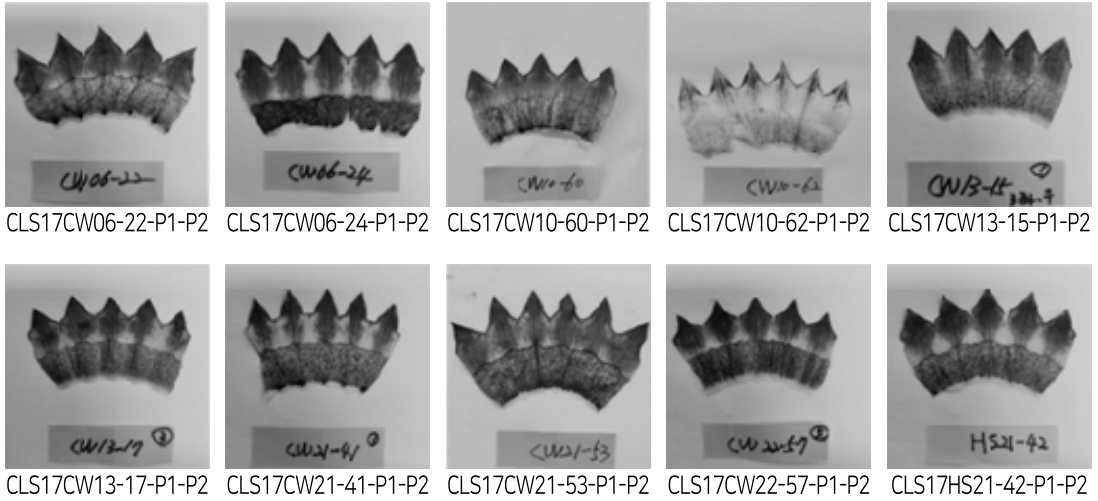 CW06-22
CW06-24
CW10-60
CW10-62
CW13-15 ①
CLS17CW06-22-P1-P2
CLS17CW06-24-P1-P2
CLS17CW10-60-P1-P2
CLS17CW10-62-P1-P2
CLS17CW13-15-P1-P2
CW13-17 ③
CW21-41
CW21-53
CW22-57 ⑤
HS21-42
CLS17CW13-17-P1-P2
CLS17CW21-41-P1-P2
CLS17CW21-53-P1-P2
CLS17CW22-57-P1-P2
CLS17HS21-42-P1-P2